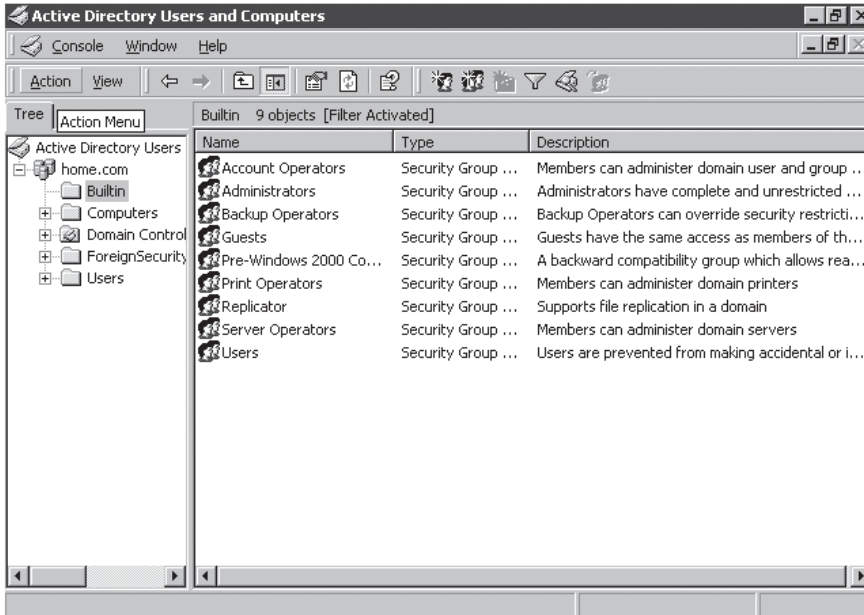 Active Directory Users and Computers
Console Window Help
Action View
Tree
Action Menu
Builtin 9 objects [Filter Activated]
Active Directory Users
home.com
Builtin
Computers
Domain Control
ForeignSecurity
Users
Name Type Description
Account Operators Security Group ... Members can administer domain user and group ...
Administrators Security Group ... Administrators have complete and unrestricted ...
Backup Operators Security Group ... Backup Operators can override security restricti...
Guests Security Group ... Guests have the same access as members of th...
Pre-Windows 2000 Co... Security Group ... A backward compatibility group which allows rea...
Print Operators Security Group ... Members can administer domain printers
Replicator Security Group ... Supports file replication in a domain
Server Operators Security Group ... Members can administer domain servers
Users Security Group ... Users are prevented from making accidental or i...